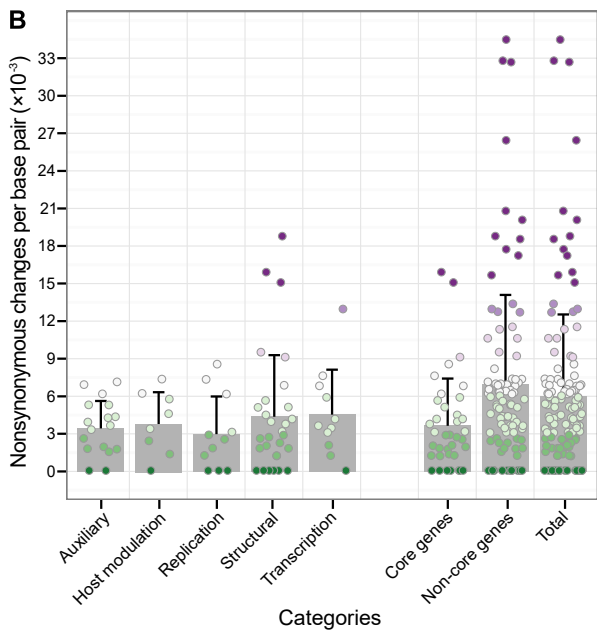 B
Nonsynonymous changes per base pair (×10⁻³)
33
30
27
24
21
18
15
12
9
6
3
0
Auxiliary
Host modulation
Replication
Structural
Transcription
Core genes
Non-core genes
Total
Categories